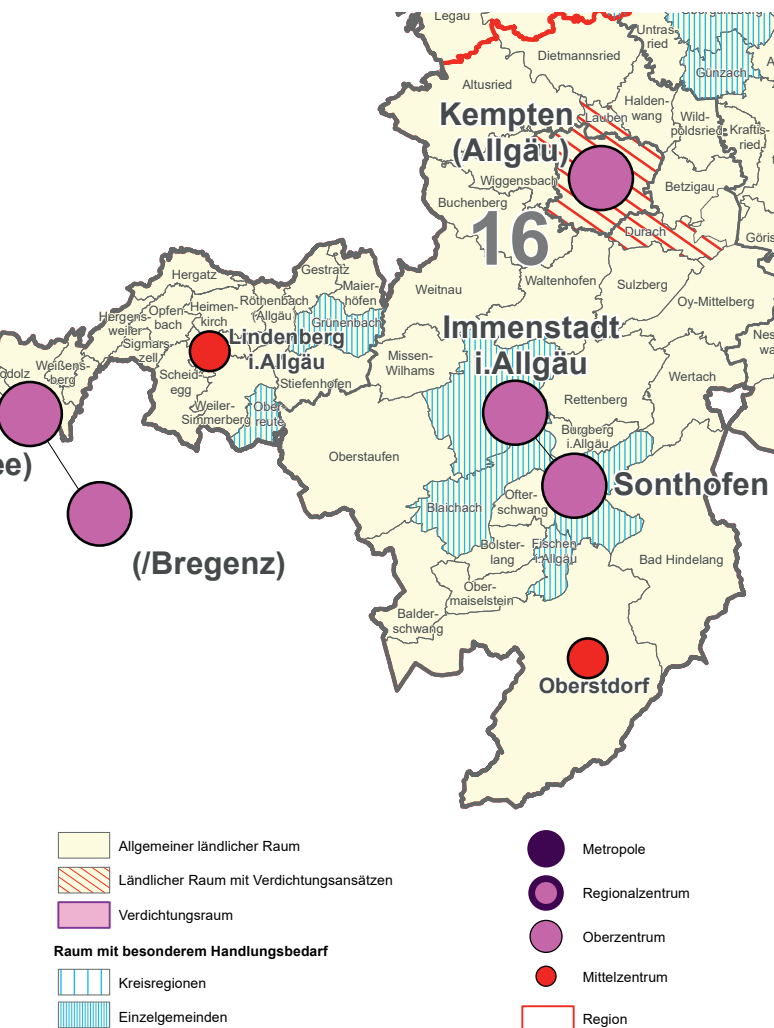 Legau
Untras-
ried
Dietmannsried
Günzach
Altusried
Halden-
wang
Kempten
(Allgäu)
Lauben
Wild-
poldsried
Kraftis-
ried
Wiggensbach
Betzigau
Buchenberg
16
Durach
Göris
Hergatz
Gestratz
Maier-
höfen
Weitnau
Waltenhofen
Sulzberg
Oy-Mittelberg
Hergens-
weiler
Opfen-
bach
Heimen-
kirch
Röthenbach
(Allgäu)
Grünenbach
Sigmars-
zell
Lindenberg
i.Allgäu
Immenstadt
i.Allgäu
Nes
wa
odolz
Weißens-
berg
Scheid-
egg
Stiefenhofen
Missen-
Wilhams
Wertach
Weiler-
Simmerberg
Ober-
reute
Rettenberg
Burgberg
i.Allgäu
ee)
Oberstaufen
Sonthofen
Blaichach
Ofter-
schwang
(/Bregenz)
Bolster-
lang
Fischen
i.Allgäu
Bad Hindelang
Ober-
maiselstein
Balder-
schwang
Oberstdorf
Allgemeiner ländlicher Raum
Ländlicher Raum mit Verdichtungsansätzen
Verdichtungsraum
Raum mit besonderem Handlungsbedarf
Kreisregionen
Einzelgemeinden
Metropole
Regionalzentrum
Oberzentrum
Mittelzentrum
Region